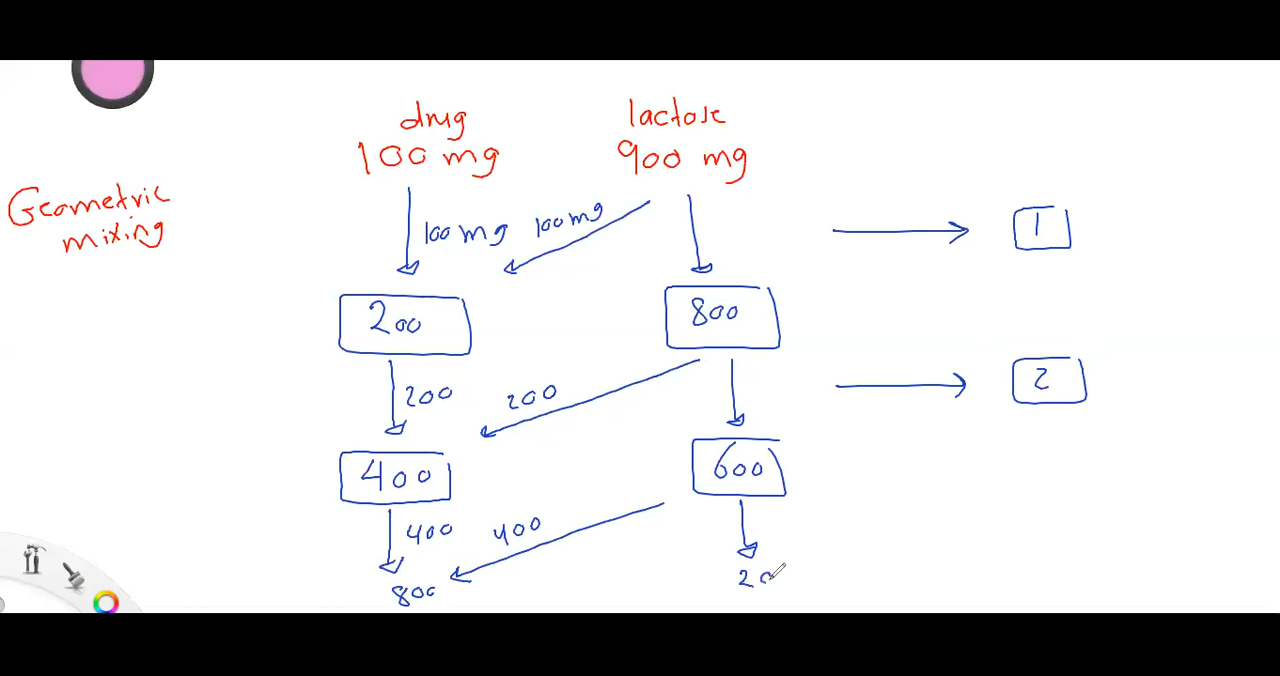 drug
lactose
100 mg
900 mg
Geometric
mixing
100 mg
100 mg
1
200
800
200
200
2
400
600
400
400
800